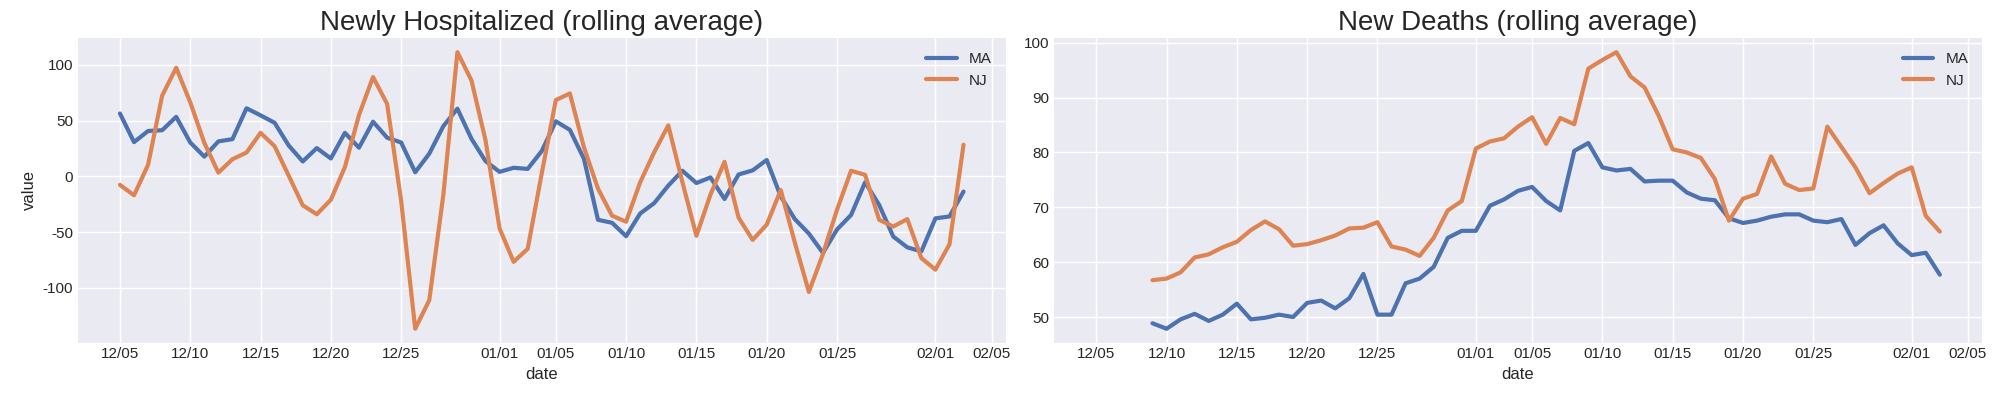 Newly Hospitalized (rolling average)
MA
NJ
100
50
0
-50
-100
value
12/05 12/10 12/15 12/20 12/25 01/01 01/05 01/10 01/15 01/20 01/25 02/01 02/05
date
New Deaths (rolling average)
MA
NJ
100
90
80
70
60
50
12/05 12/10 12/15 12/20 12/25 01/01 01/05 01/10 01/15 01/20 01/25 02/01 02/05
date